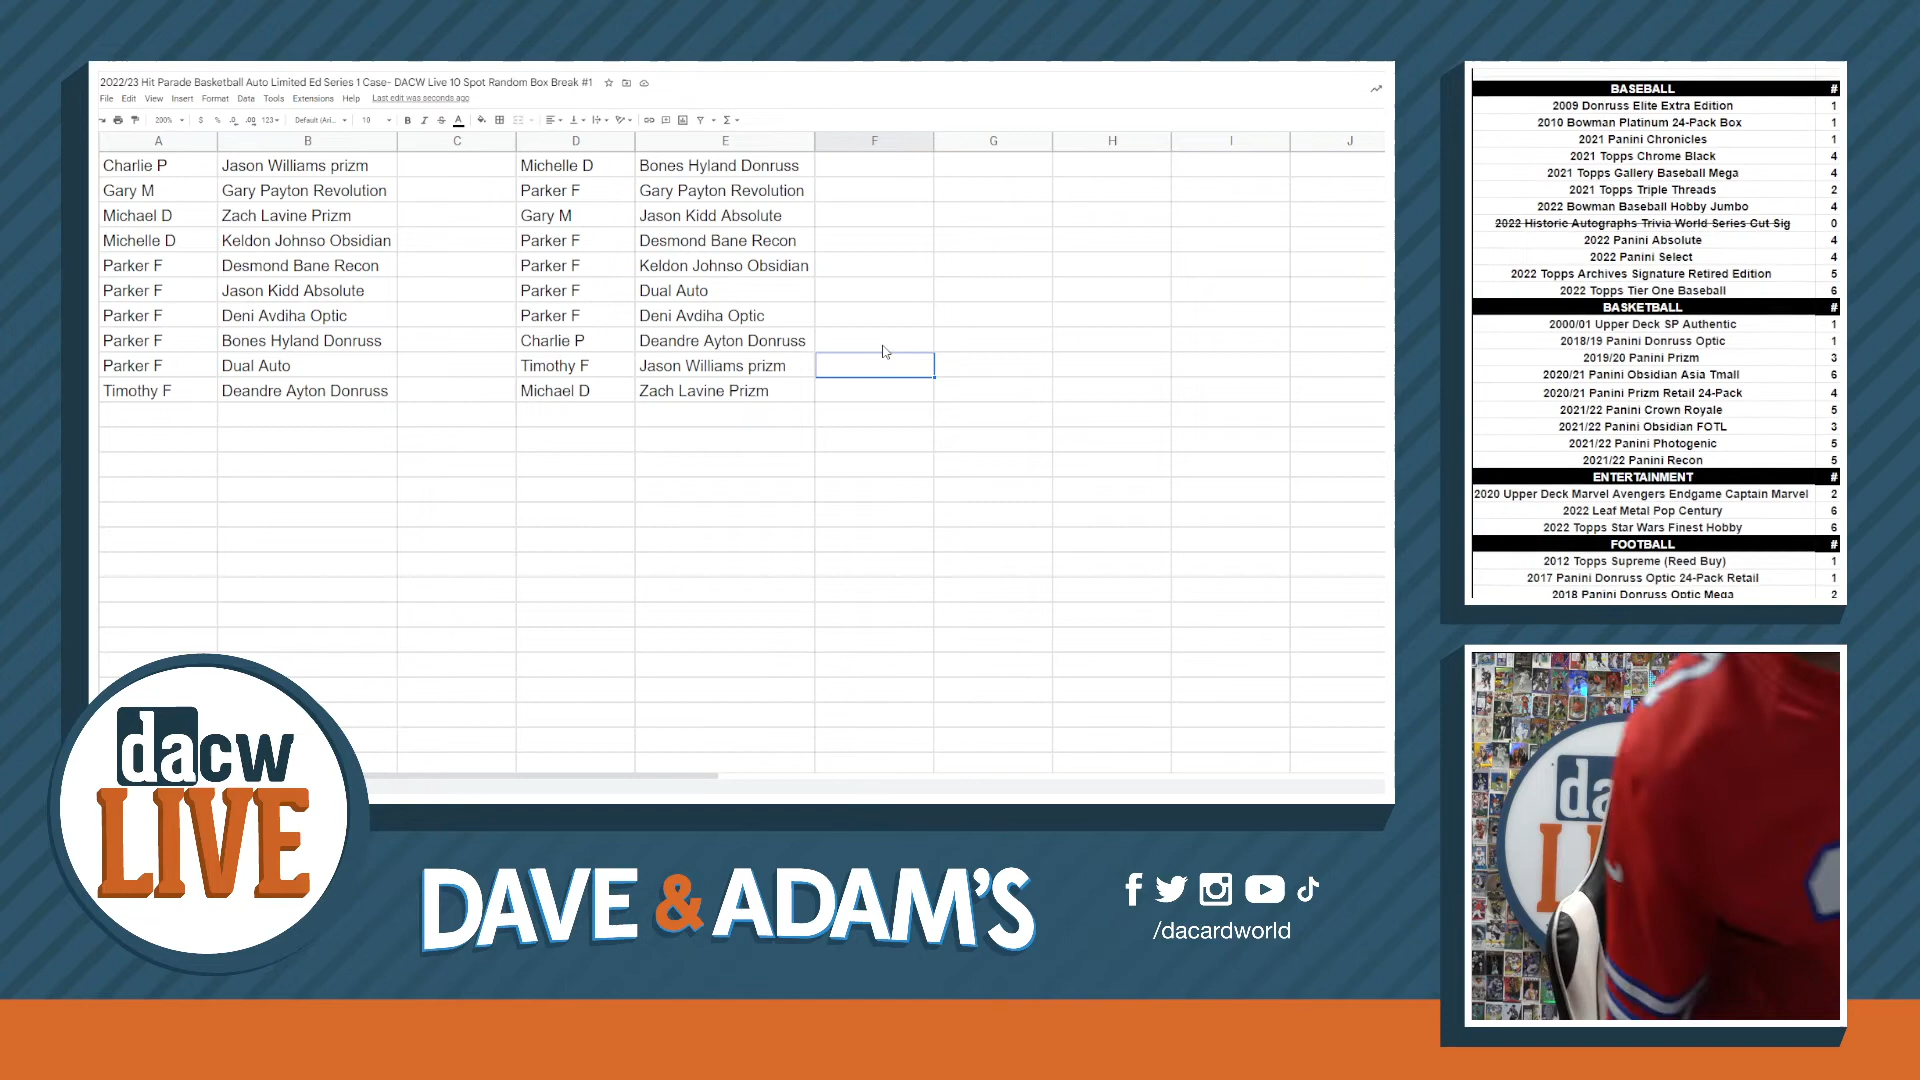 2022/23 Hit Parade Basketball Auto Limited Ed Series 1 Case- DACW Live 10 Spot Random Box Break #1
File Edit View Insert Format Data Tools Extensions Help Last edit was seconds ago
200% $ % .0 .00 123 Default (Ari... 10 B I S A
A B C D E F G H I J
Charlie P Jason Williams prizm Michelle D Bones Hyland Donruss
Gary M Gary Payton Revolution Parker F Gary Payton Revolution
Michael D Zach Lavine Prizm Gary M Jason Kidd Absolute
Michelle D Keldon Johnso Obsidian Parker F Desmond Bane Recon
Parker F Desmond Bane Recon Parker F Keldon Johnso Obsidian
Parker F Jason Kidd Absolute Parker F Dual Auto
Parker F Deni Avdiha Optic Parker F Deni Avdiha Optic
Parker F Bones Hyland Donruss Charlie P Deandre Ayton Donruss
Parker F Dual Auto Timothy F Jason Williams prizm
Timothy F Deandre Ayton Donruss Michael D Zach Lavine Prizm
BASEBALL #
2009 Donruss Elite Extra Edition 1
2010 Bowman Platinum 24-Pack Box 1
2021 Panini Chronicles 1
2021 Topps Chrome Black 4
2021 Topps Gallery Baseball Mega 4
2021 Topps Triple Threads 2
2022 Bowman Baseball Hobby Jumbo 4
2022 Historic Autographs Trivia World Series Cut Sig 0
2022 Panini Absolute 4
2022 Panini Select 4
2022 Topps Archives Signature Retired Edition 5
2022 Topps Tier One Baseball 6
BASKETBALL #
2000/01 Upper Deck SP Authentic 1
2018/19 Panini Donruss Optic 1
2019/20 Panini Prizm 3
2020/21 Panini Obsidian Asia Tmall 6
2020/21 Panini Prizm Retail 24-Pack 4
2021/22 Panini Crown Royale 5
2021/22 Panini Obsidian FOTL 3
2021/22 Panini Photogenic 5
2021/22 Panini Recon 5
ENTERTAINMENT #
2020 Upper Deck Marvel Avengers Endgame Captain Marvel 2
2022 Leaf Metal Pop Century 6
2022 Topps Star Wars Finest Hobby 6
FOOTBALL #
2012 Topps Supreme (Reed Buy) 1
2017 Panini Donruss Optic 24-Pack Retail 1
2018 Panini Donruss Optic Mega 2
dacw
LIVE
DAVE & ADAM'S
/dacardworld
da